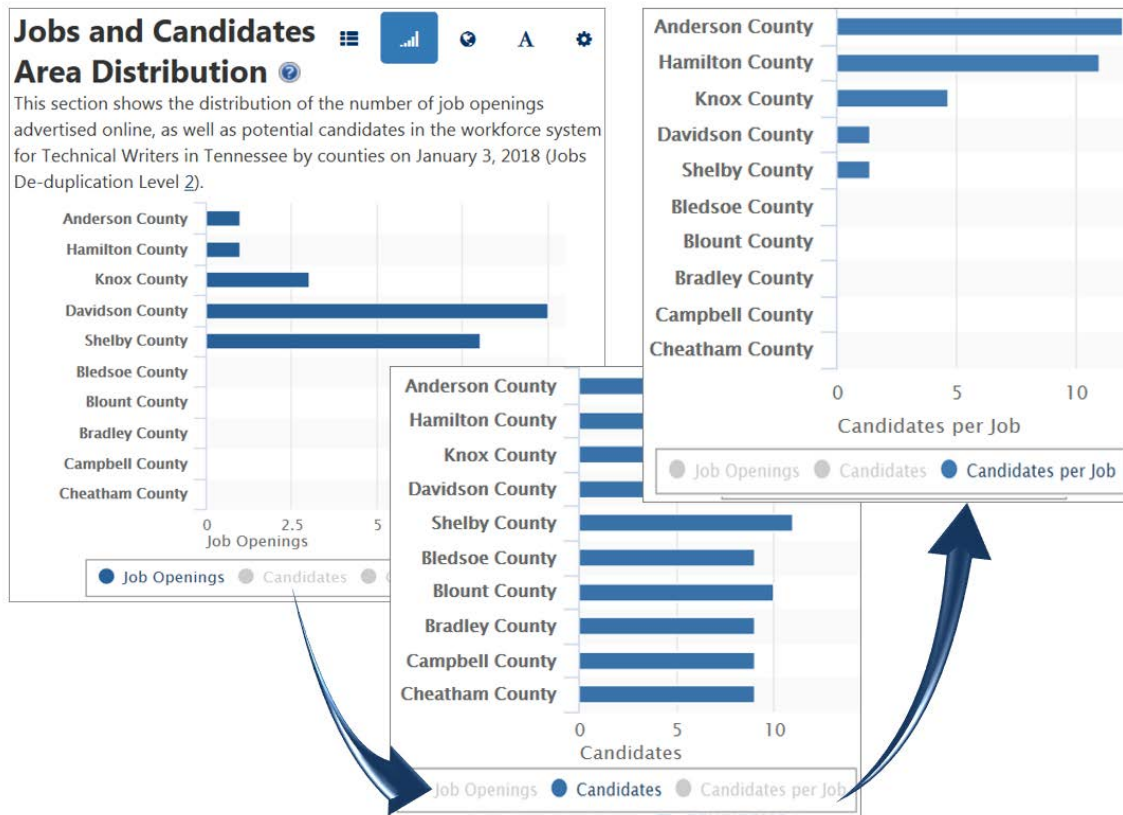 Jobs and Candidates
Area Distribution ?
A
This section shows the distribution of the number of job openings
advertised online, as well as potential candidates in the workforce system
for Technical Writers in Tennessee by counties on January 3, 2018 (Jobs
De-duplication Level 2).
Anderson County
Hamilton County
Knox County
Davidson County
Shelby County
Bledsoe County
Blount County
Bradley County
Campbell County
Cheatham County
0 2.5 5
Job Openings
Job Openings Candidates
Anderson County
Hamilton County
Knox County
Davidson County
Shelby County
Bledsoe County
Blount County
Bradley County
Campbell County
Cheatham County
0 5 10
Candidates
Job Openings Candidates Candidates per Job
Anderson County
Hamilton County
Knox County
Davidson County
Shelby County
Bledsoe County
Blount County
Bradley County
Campbell County
Cheatham County
0 5 10
Candidates per Job
Job Openings Candidates Candidates per Job